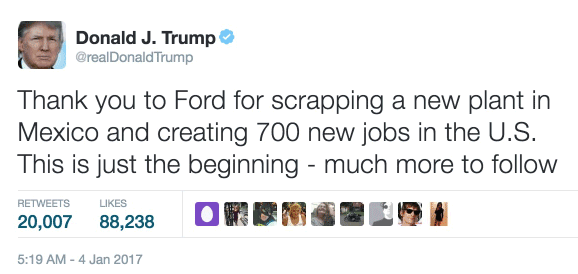 Donald J. Trump
@realDonaldTrump
Thank you to Ford for scrapping a new plant in
Mexico and creating 700 new jobs in the U.S.
This is just the beginning - much more to follow
RETWEETS LIKES
20,007 88,238
5:19 AM - 4 Jan 2017